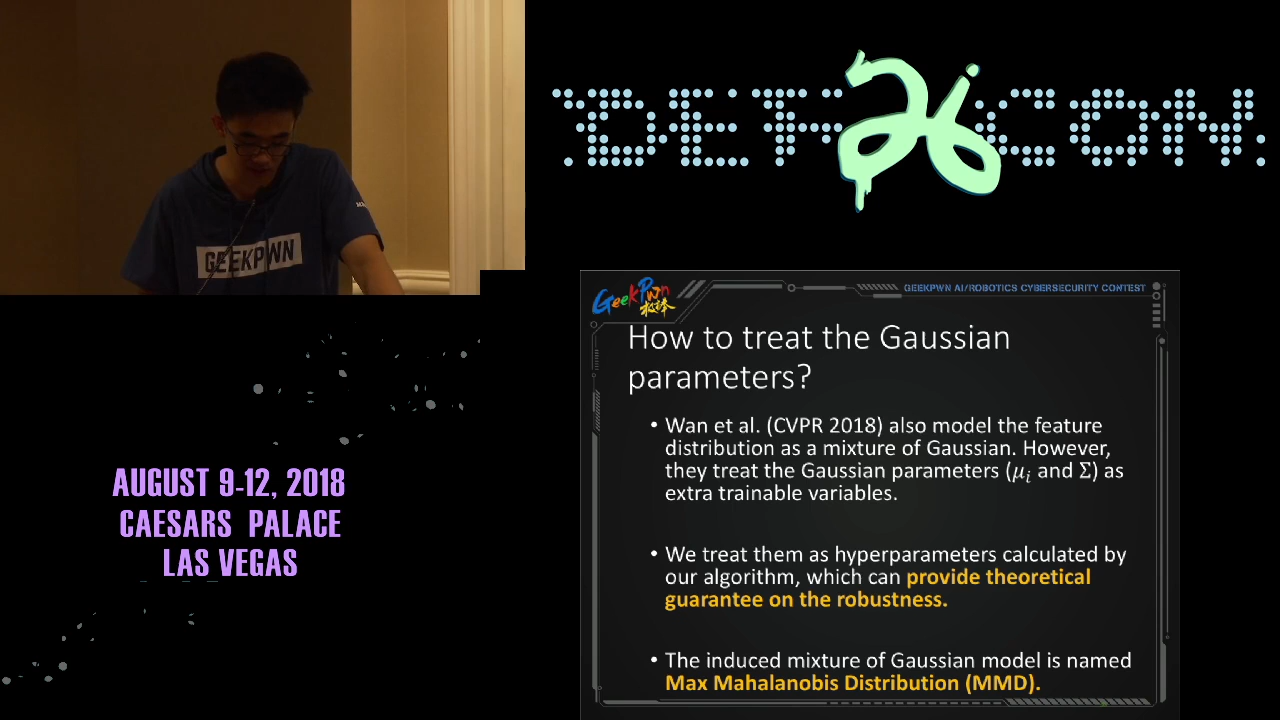 DEF 26 CON
GEEKPWN
GeekPwn
极棒
GEEKPWN AI/ROBOTICS CYBERSECURITY CONTEST
How to treat the Gaussian
parameters?
• Wan et al. (CVPR 2018) also model the feature
distribution as a mixture of Gaussian. However,
they treat the Gaussian parameters (μᵢ and Σ) as
extra trainable variables.
• We treat them as hyperparameters calculated by
our algorithm, which can provide theoretical
guarantee on the robustness.
• The induced mixture of Gaussian model is named
Max Mahalanobis Distribution (MMD).
AUGUST 9-12, 2018
CAESARS PALACE
LAS VEGAS